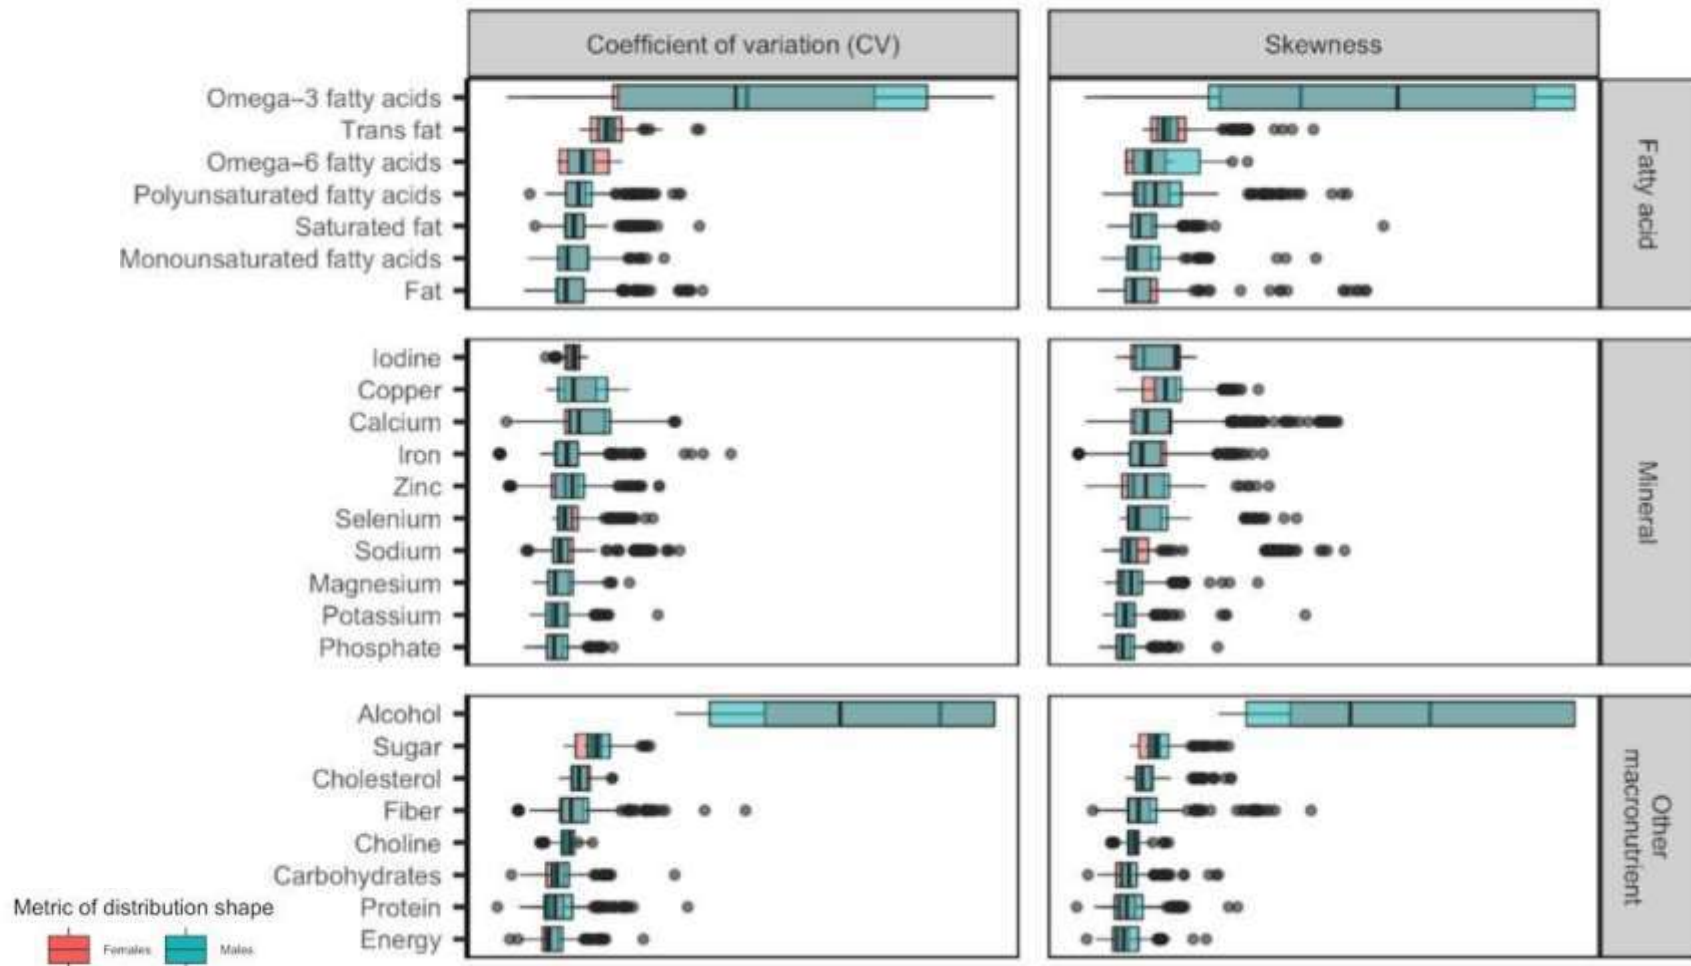 Coefficient of variation (CV)
Skewness
Omega-3 fatty acids
Trans fat
Omega-6 fatty acids
Polyunsaturated fatty acids
Saturated fat
Monounsaturated fatty acids
Fat
Fatty acid
Iodine
Copper
Calcium
Iron
Zinc
Selenium
Sodium
Magnesium
Potassium
Phosphate
Mineral
Alcohol
Sugar
Cholesterol
Fiber
Choline
Carbohydrates
Protein
Energy
Other
macronutrient
Metric of distribution shape
Females
Males